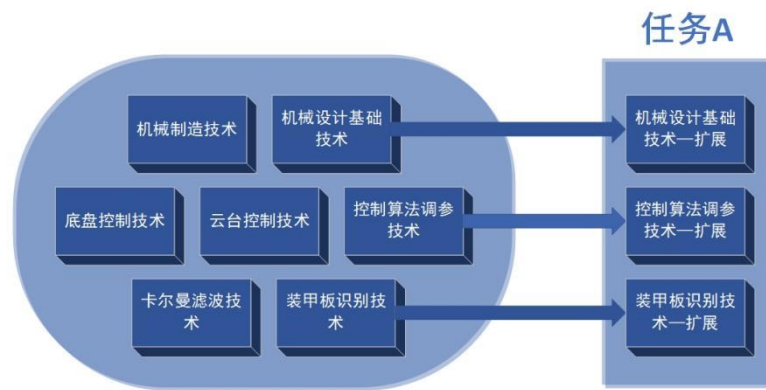 任务A
机械制造技术
机械设计基础
技术
机械设计基础
技术—扩展
底盘控制技术
云台控制技术
控制算法调参
技术
控制算法调参
技术—扩展
卡尔曼滤波技
术
装甲板识别技
术
装甲板识别技
术—扩展